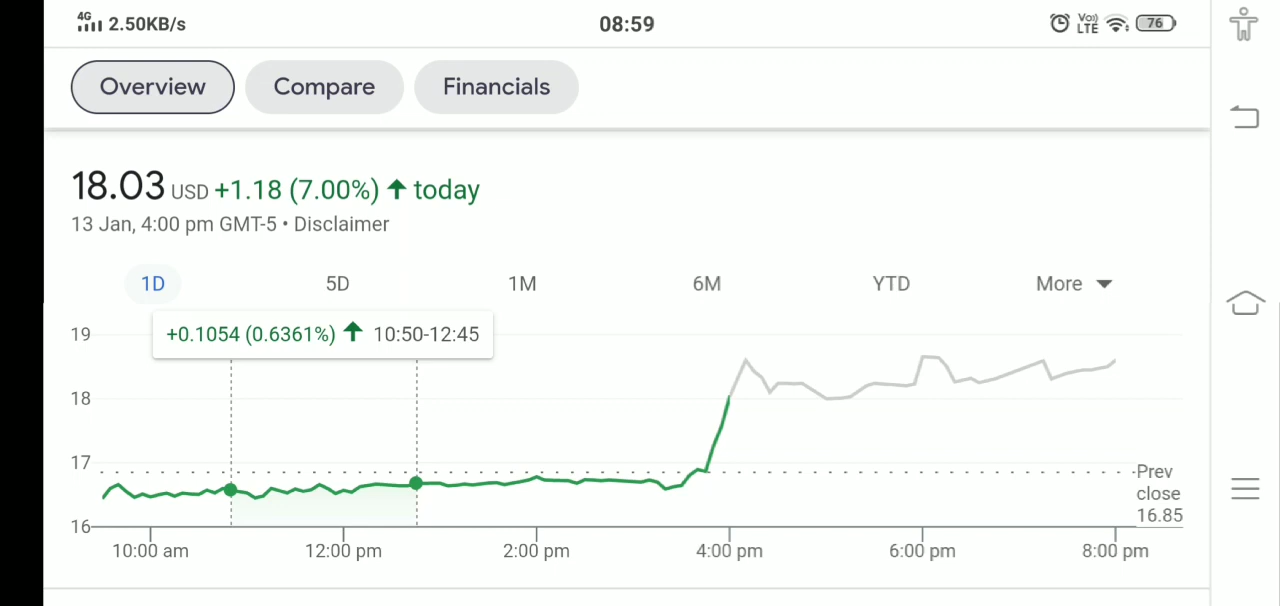 4G 2.50KB/s 08:59 Vo)) LTE 76
Overview Compare Financials
18.03 USD +1.18 (7.00%) today
13 Jan, 4:00 pm GMT-5 • Disclaimer
1D 5D 1M 6M YTD More
+0.1054 (0.6361%) 10:50-12:45
19
18
17
16
Prev
close
16.85
10:00 am 12:00 pm 2:00 pm 4:00 pm 6:00 pm 8:00 pm